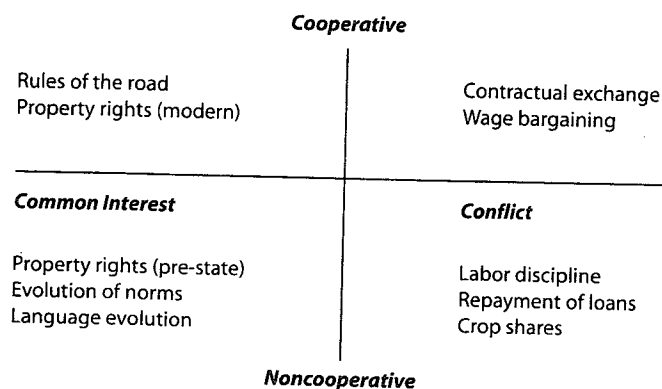 Cooperative
Rules of the road
Property rights (modern)
Contractual exchange
Wage bargaining
Common Interest
Conflict
Property rights (pre-state)
Evolution of norms
Language evolution
Labor discipline
Repayment of loans
Crop shares
Noncooperative